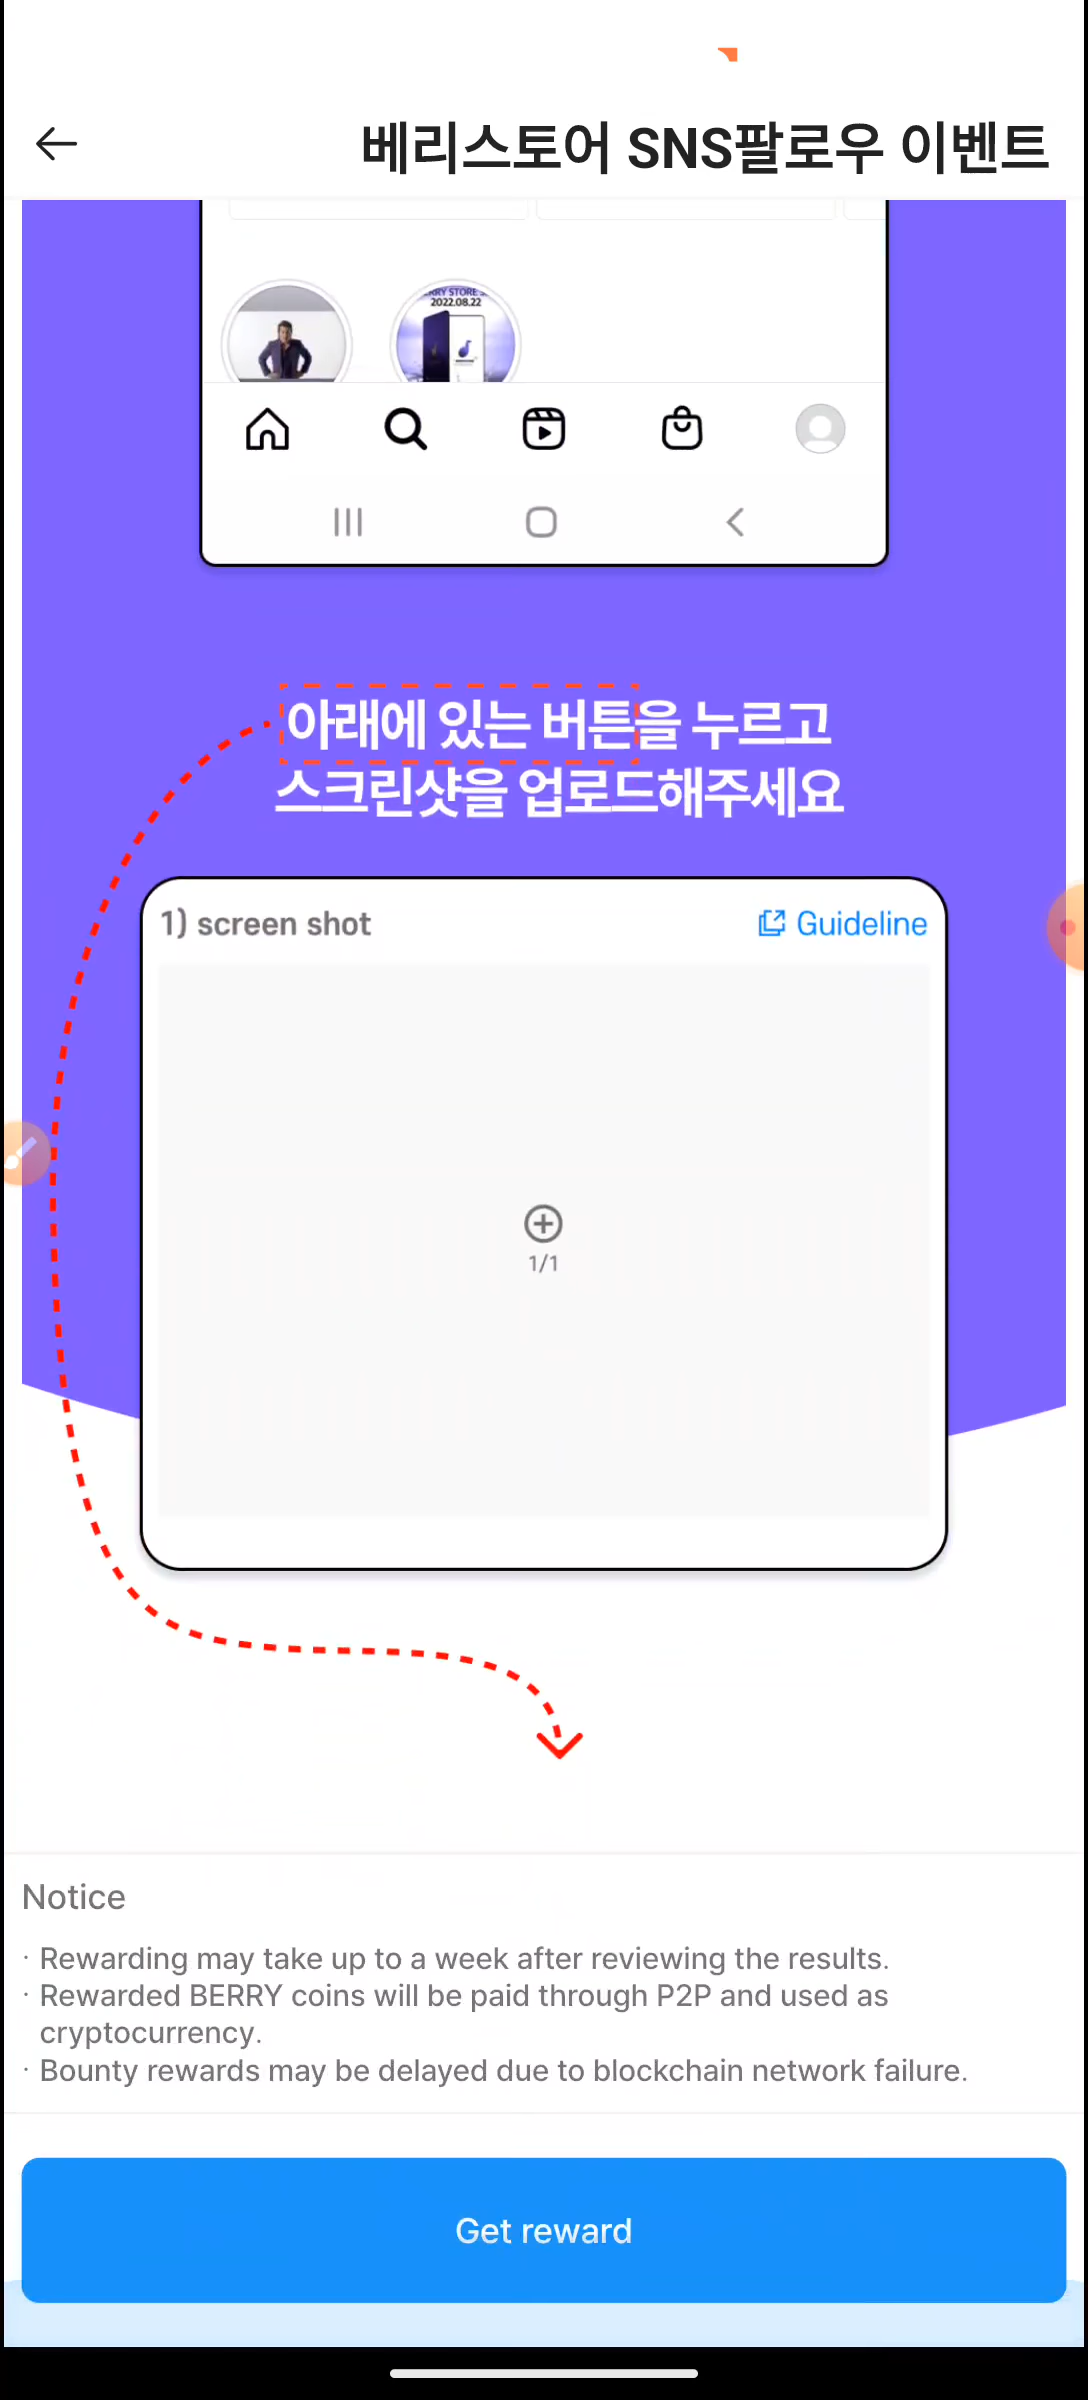 베리스토어 SNS팔로우 이벤트
2022.08.22
아래에 있는 버튼을 누르고
스크린샷을 업로드해주세요
1) screen shot
Guideline
1/1
Notice
· Rewarding may take up to a week after reviewing the results.
· Rewarded BERRY coins will be paid through P2P and used as
cryptocurrency.
· Bounty rewards may be delayed due to blockchain network failure.
Get reward